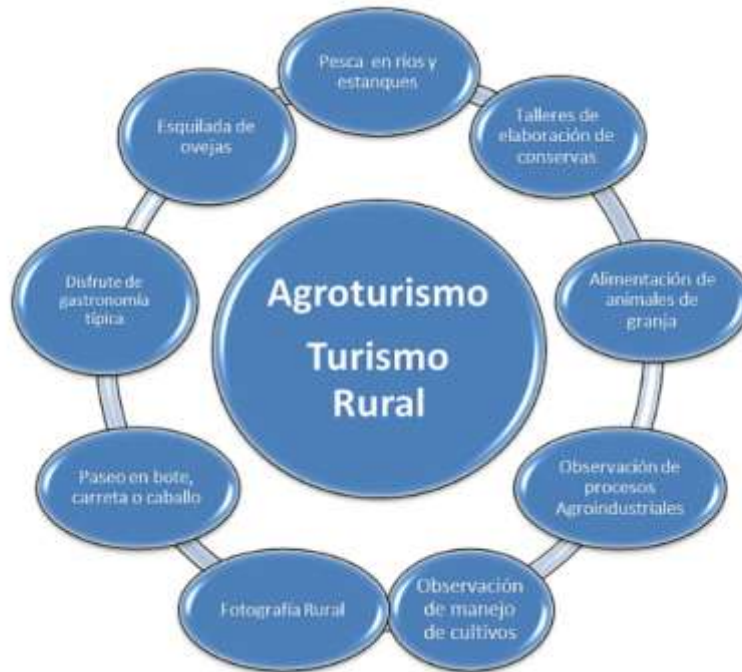 Pesca en ríos y
estanques
Talleres de
elaboración de
conservas
Alimentación de
animales de
granja
Observación de
procesos
Agroindustriales
Observación
de manejo
de cultivos
Fotografía Rural
Paseo en bote,
carreta o caballo
Disfrute de
gastronomía
típica
Esquilada de
ovejas
Agroturismo
Turismo
Rural